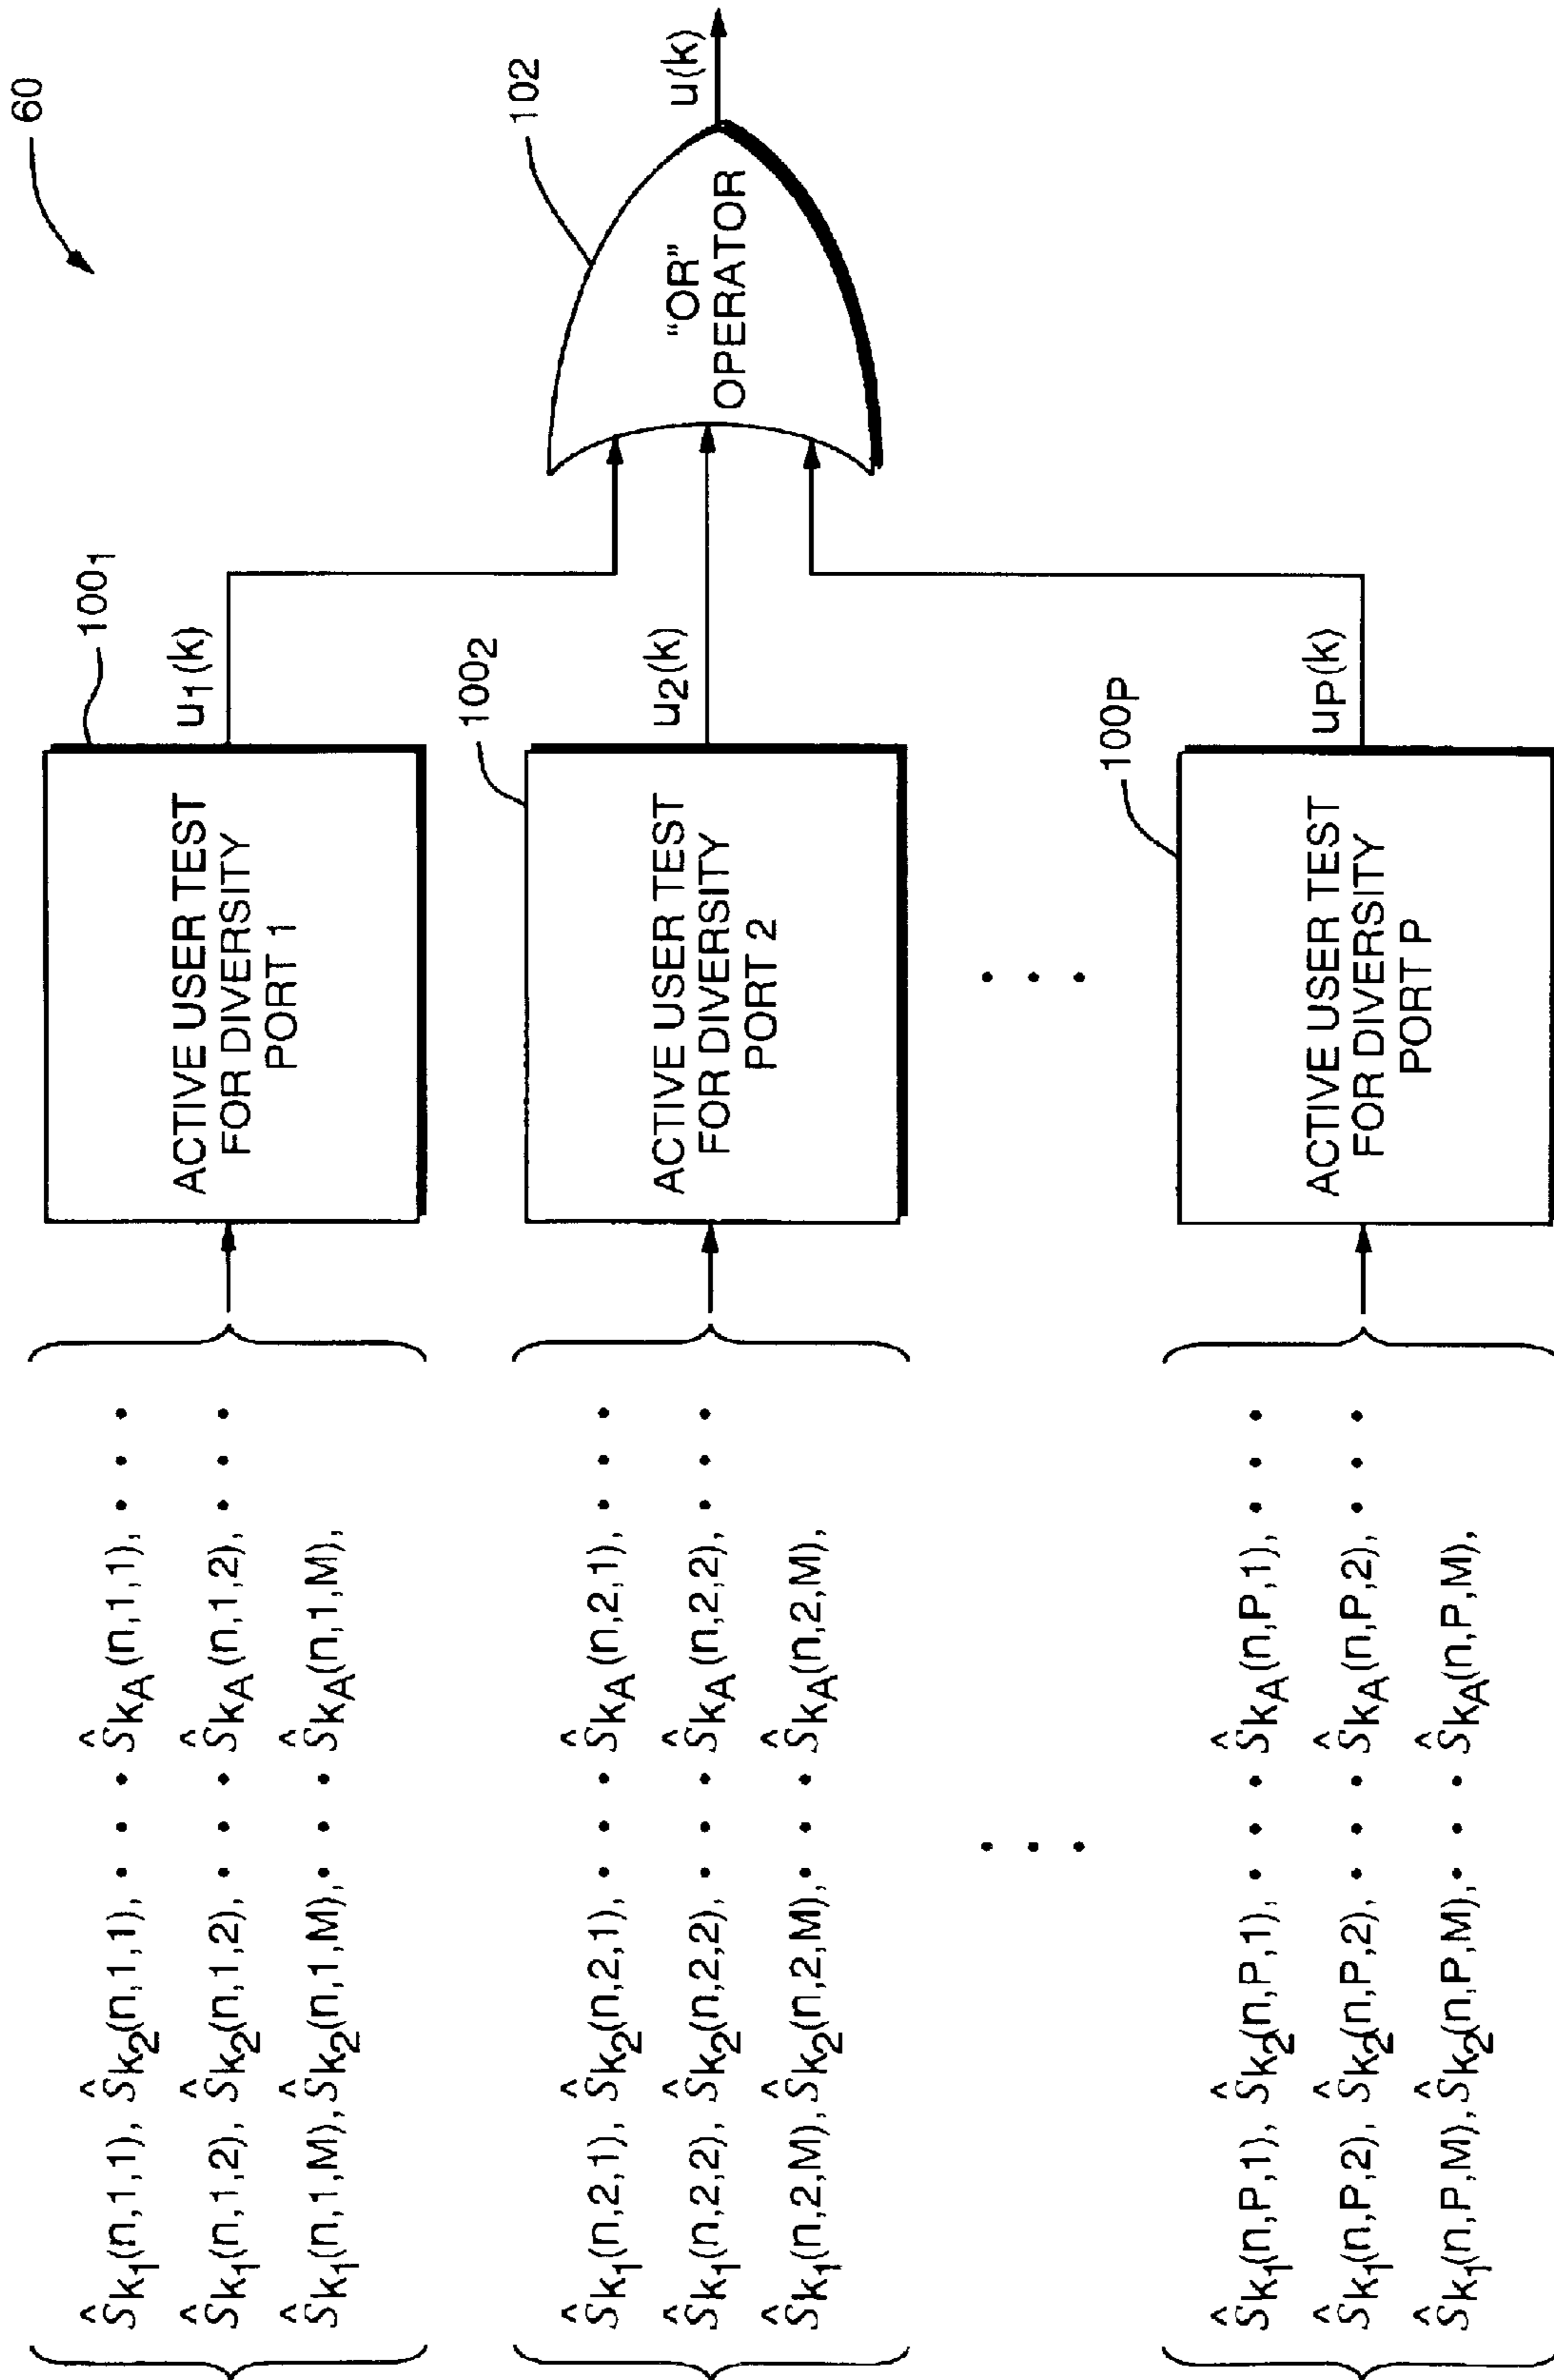 60
Ŝk₁(n,1,1), Ŝk₂(n,1,1), • • • ŜkA(n,1,1), • • •
Ŝk₁(n,1,2), Ŝk₂(n,1,2), • • • ŜkA(n,1,2), • • •
Ŝk₁(n,1,M), Ŝk₂(n,1,M), • • • ŜkA(n,1,M),
ACTIVE USER TEST
FOR DIVERSITY
PORT 1
100₁
u₁(k)
Ŝk₁(n,2,1), Ŝk₂(n,2,1), • • • ŜkA(n,2,1), • • •
Ŝk₁(n,2,2), Ŝk₂(n,2,2), • • • ŜkA(n,2,2), • • •
Ŝk₁(n,2,M), Ŝk₂(n,2,M), • • • ŜkA(n,2,M),
ACTIVE USER TEST
FOR DIVERSITY
PORT 2
100₂
u₂(k)
"OR"
OPERATOR
102
u(k)
• • •
• • •
Ŝk₁(n,P,1), Ŝk₂(n,P,1), • • • ŜkA(n,P,1), • • •
Ŝk₁(n,P,2), Ŝk₂(n,P,2), • • • ŜkA(n,P,2), • • •
Ŝk₁(n,P,M), Ŝk₂(n,P,M), • • • ŜkA(n,P,M),
ACTIVE USER TEST
FOR DIVERSITY
PORT P
100P
uP(k)